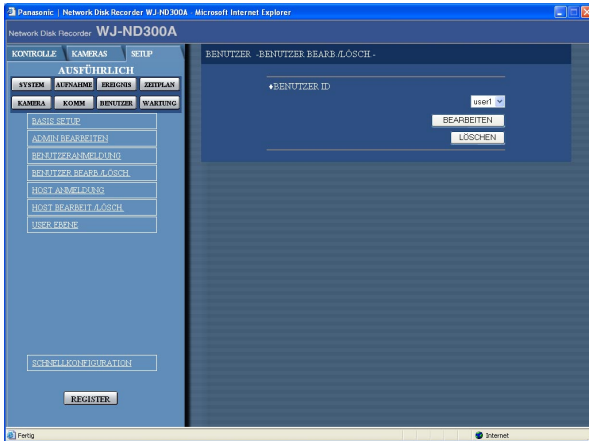 Panasonic | Network Disk Recorder WJ-ND300A - Microsoft Internet Explorer
Network Disk Recorder WJ-ND300A
KONTROLLE KAMERAS SETUP
AUSFÜHRLICH
SYSTEM AUFNAHME EREIGNIS ZEITPLAN
KAMERA KOMM BENUTZER WARTUNG
BASIS SETUP
ADMIN BEARBEITEN
BENUTZERANMELDUNG
BENUTZER BEARB./LÖSCH.
HOST ANMELDUNG
HOST BEARBEIT./LÖSCH.
USER EBENE
SCHNELLKONFIGURATION
REGISTER
BENUTZER -BENUTZER BEARB./LÖSCH.-
♦BENUTZER ID
user1
BEARBEITEN
LÖSCHEN
Fertig
Internet